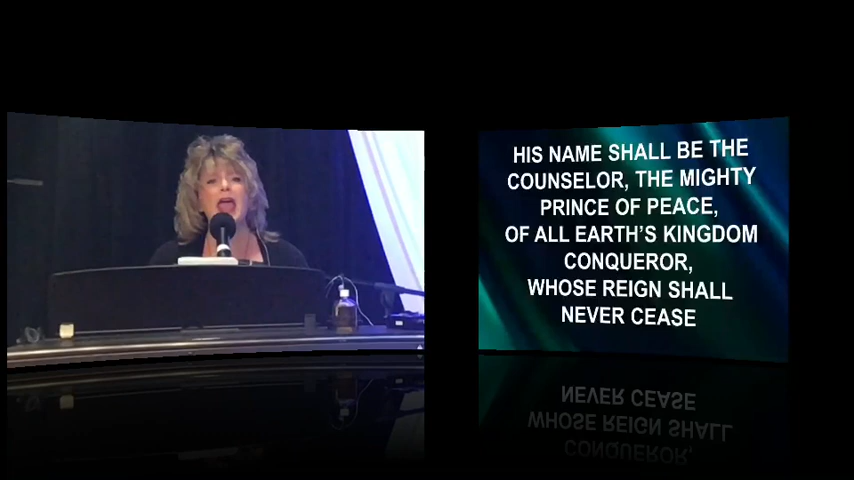 HIS NAME SHALL BE THE
COUNSELOR, THE MIGHTY
PRINCE OF PEACE,
OF ALL EARTH'S KINGDOM
CONQUEROR,
WHOSE REIGN SHALL
NEVER CEASE